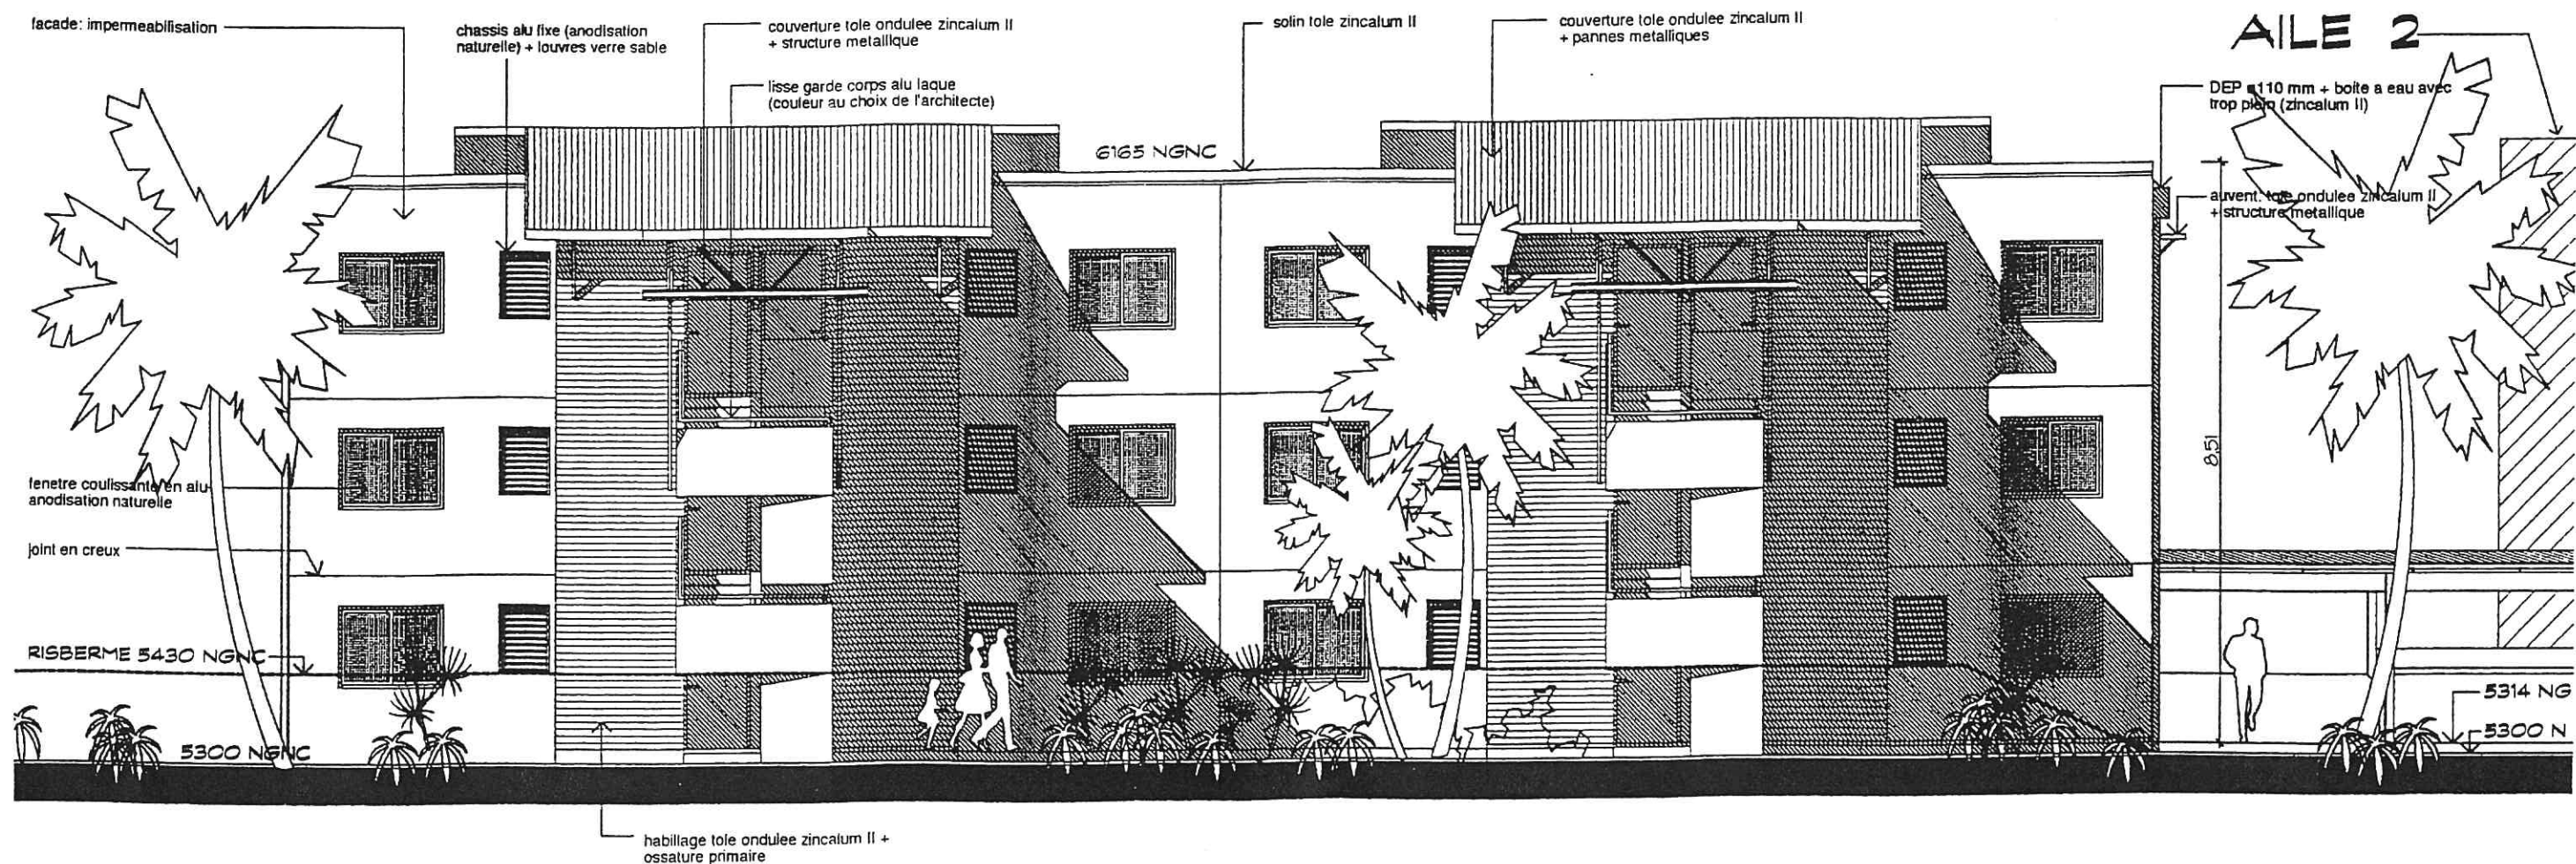 facade: impermeabilisation
chassis alu fixe (anodisation
naturelle) + louvres verre sable
couverture tole ondulee zincalum II
+ structure metallique
lisse garde corps alu laque
(couleur au choix de l'architecte)
solin tole zincalum II
couverture tole ondulee zincalum II
+ pannes metalliques
AILE 2
DEP ø110 mm + boite a eau avec
trop plein (zincalum II)
6165 NGNC
auvent: tole ondulee zincalum II
+ structure metallique
8,51
fenetre coulissante en alu
anodisation naturelle
joint en creux
RISBERME 5430 NGNC
5300 NGNC
5314 NG
5300 N
habillage tole ondulee zincalum II +
ossature primaire